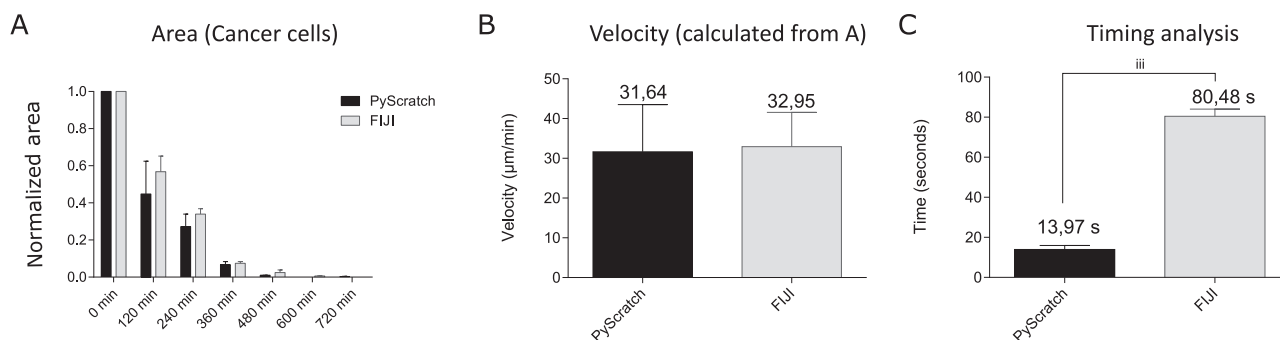 A
Area (Cancer cells)
Normalized area
1.0
0.8
0.6
0.4
0.2
0.0
0 min
120 min
240 min
360 min
480 min
600 min
720 min
PyScratch
FIJI
B
Velocity (calculated from A)
Velocity (µm/min)
50
40
30
20
10
0
31,64
32,95
PyScratch
FIJI
C
Timing analysis
Time (seconds)
100
80
60
40
20
0
iii
13,97 s
80,48 s
PyScratch
FIJI